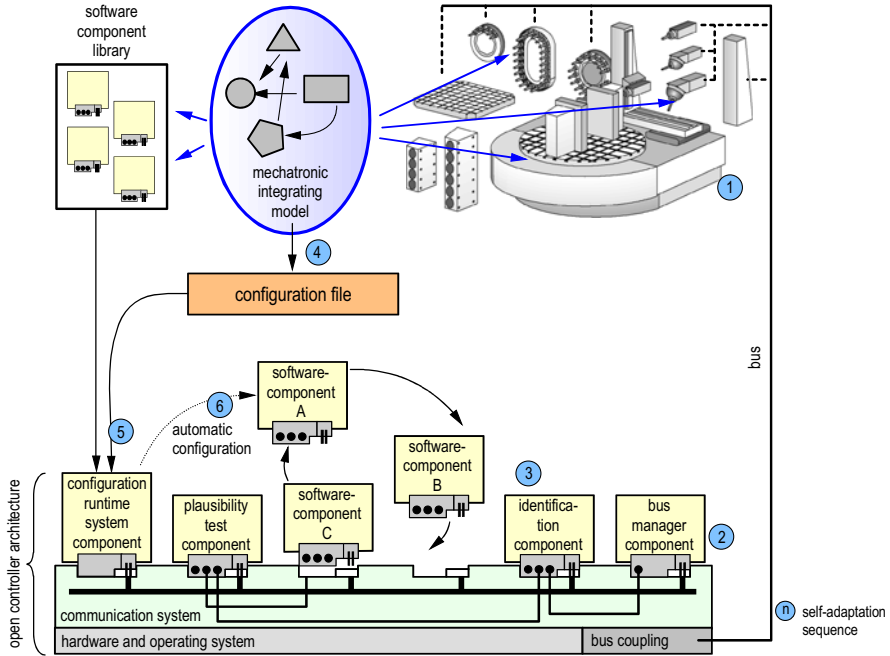 software
component
library
mechatronic
integrating
model
1
4
configuration file
bus
software-
component
A
6
5
automatic
configuration
software-
component
B
3
open controller architecture
configuration
runtime
system
component
plausibility
test
component
software-
component
C
identifica-
tion
component
bus
manager
component
2
communication system
n
self-adaptation
sequence
hardware and operating system
bus coupling